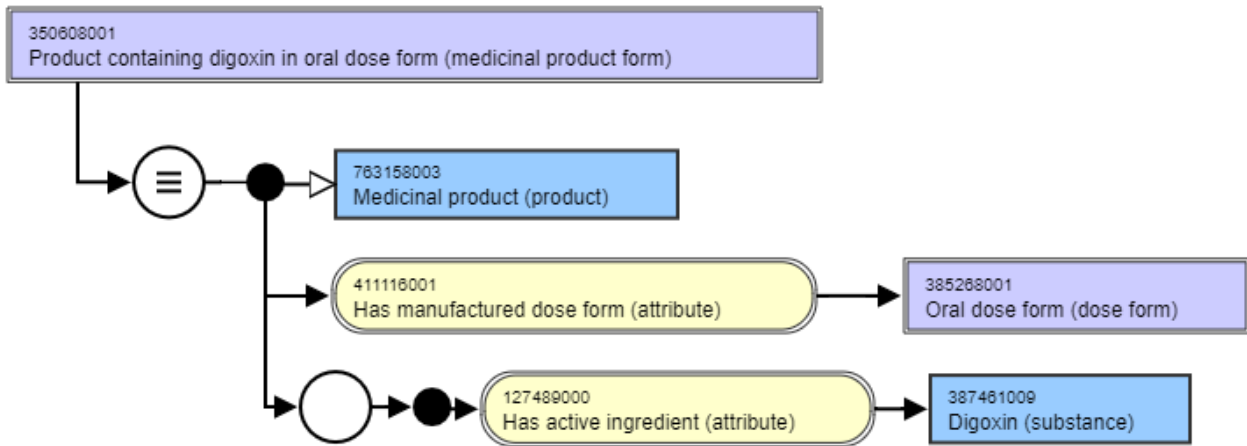 350608001
Product containing digoxin in oral dose form (medicinal product form)
763158003
Medicinal product (product)
411116001
Has manufactured dose form (attribute)
385268001
Oral dose form (dose form)
127489000
Has active ingredient (attribute)
387461009
Digoxin (substance)